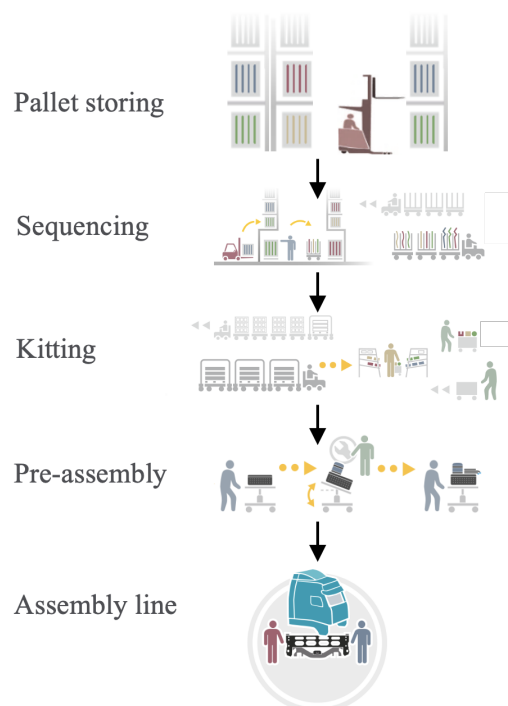 Pallet storing
Sequencing
Kitting
Pre-assembly
Assembly line